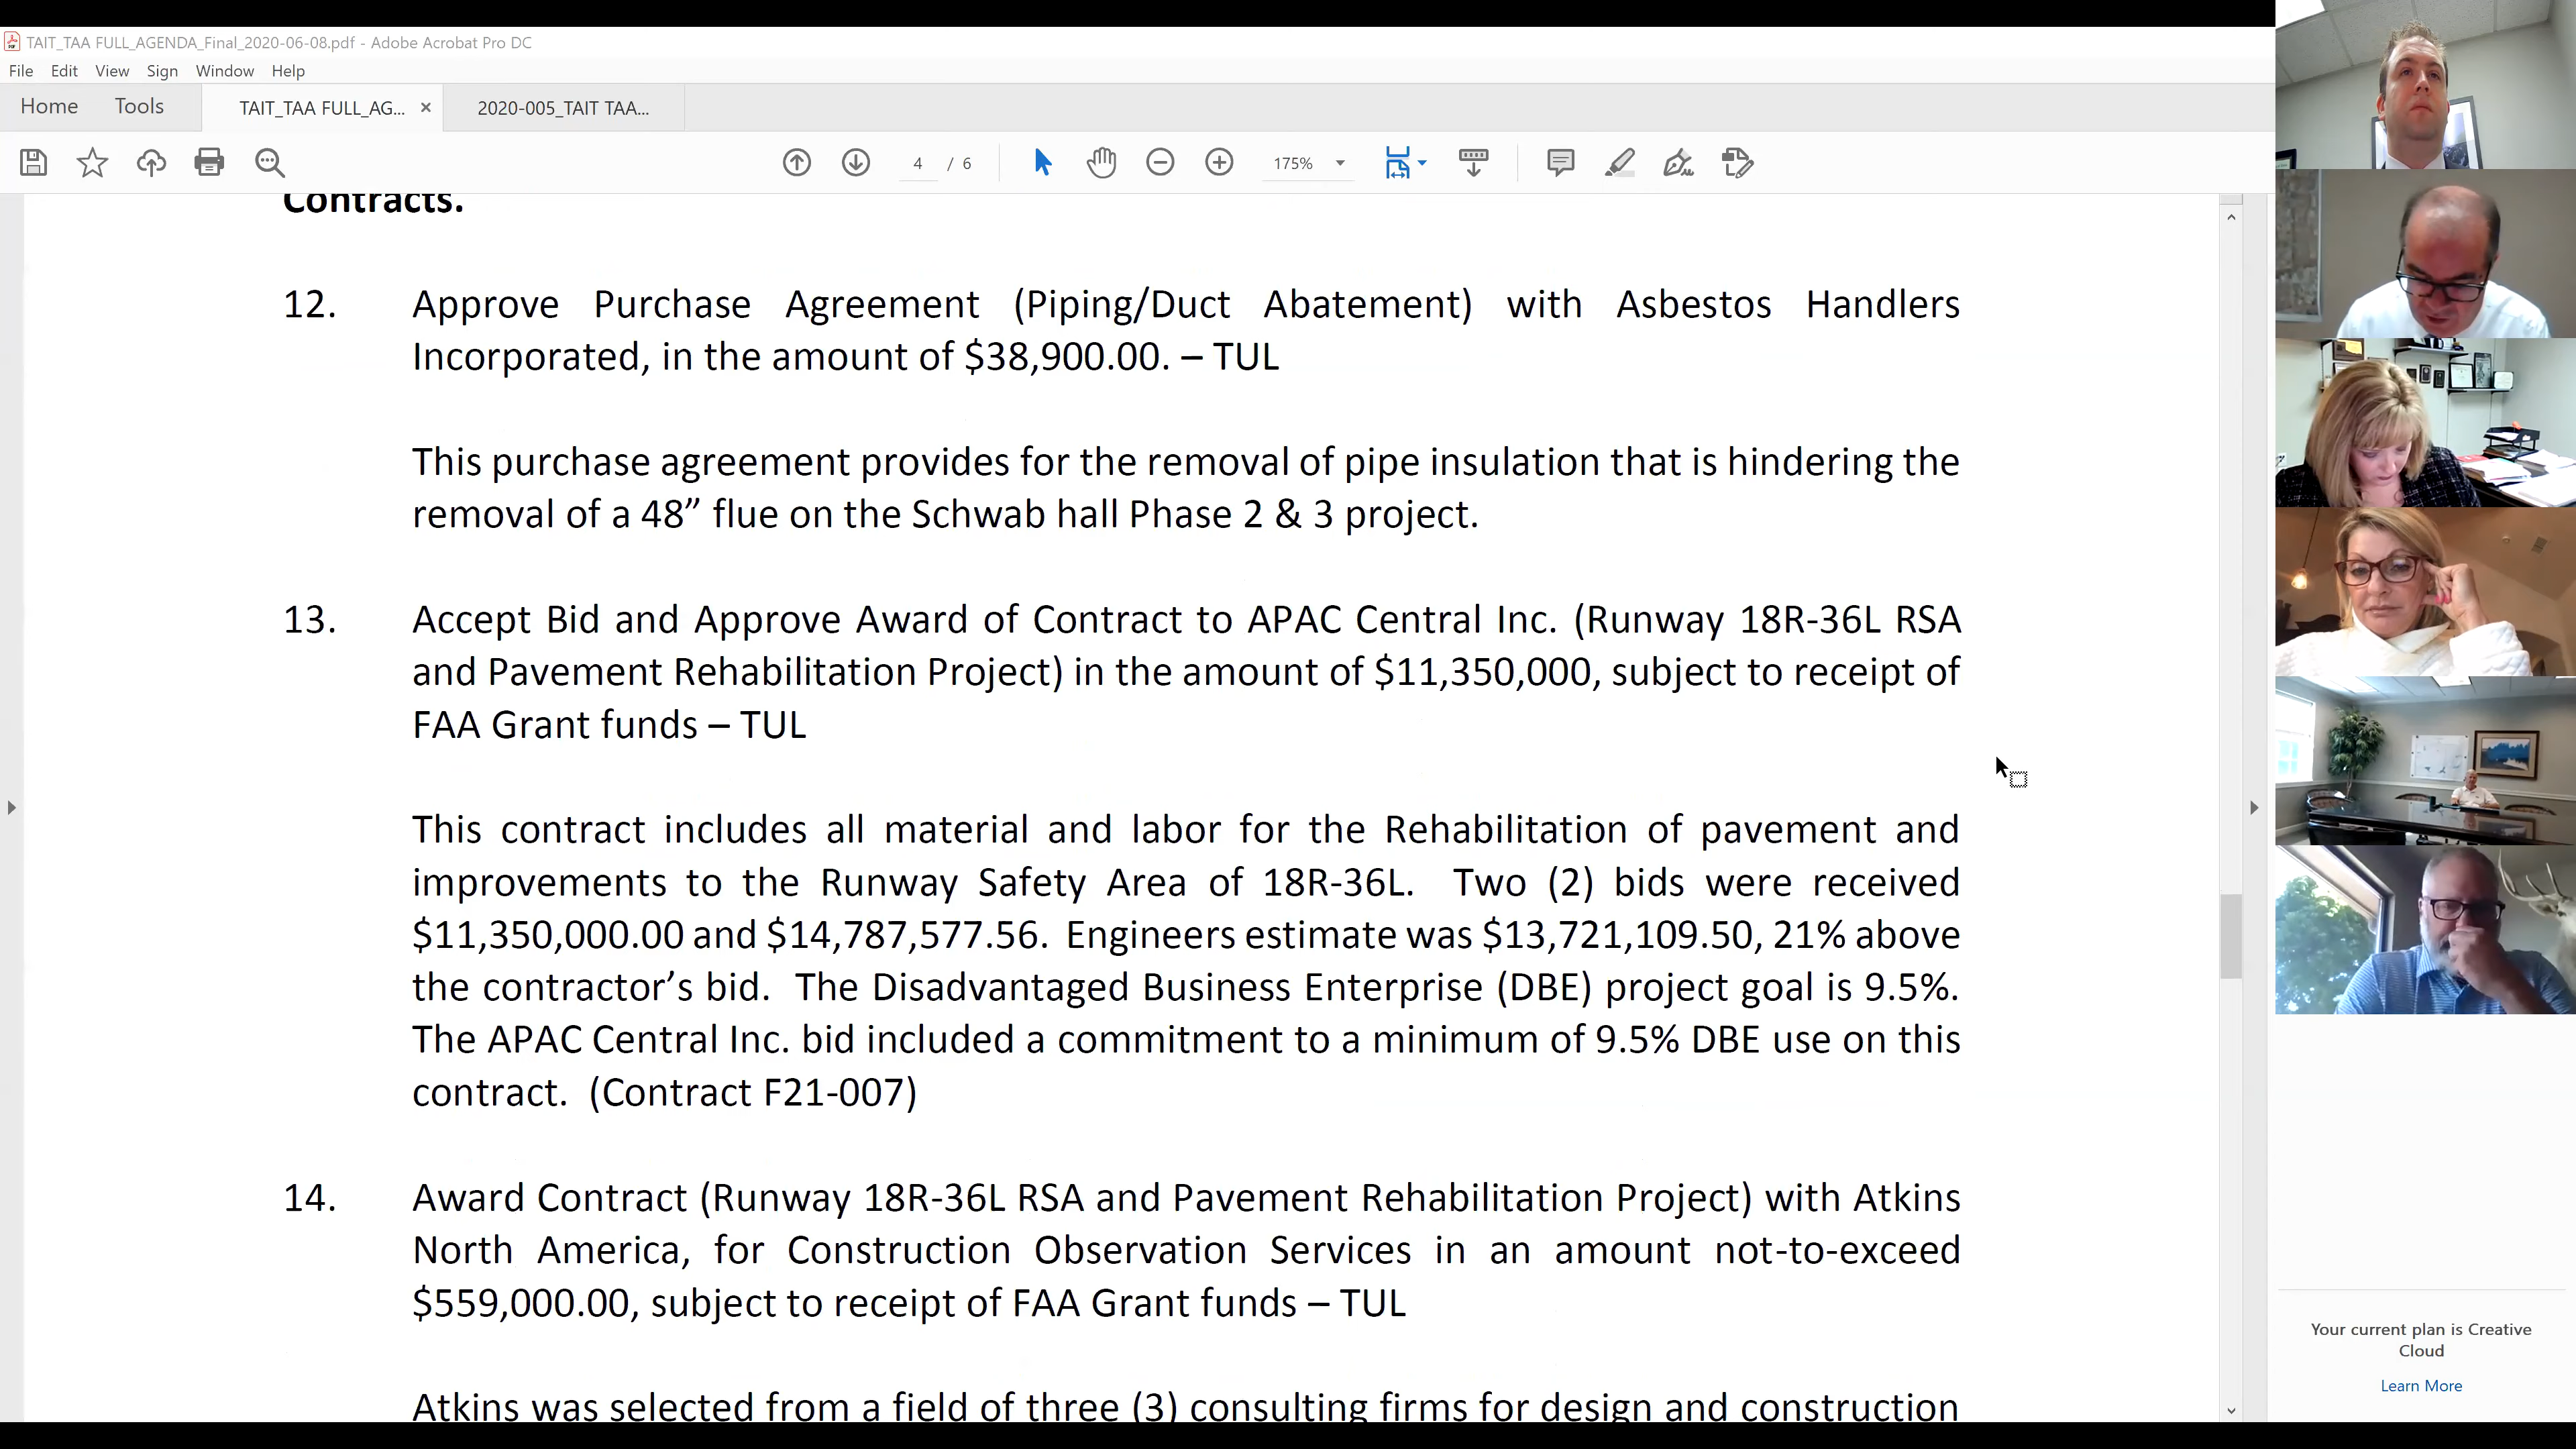 TAIT_TAA FULL_AGENDA_Final_2020-06-08.pdf - Adobe Acrobat Pro DC
File Edit View Sign Window Help
Home Tools TAIT_TAA FULL_AG... × 2020-005_TAIT TAA...
4 / 6 175%
Contracts.
12. Approve Purchase Agreement (Piping/Duct Abatement) with Asbestos Handlers
Incorporated, in the amount of $38,900.00. – TUL
This purchase agreement provides for the removal of pipe insulation that is hindering the
removal of a 48” flue on the Schwab hall Phase 2 & 3 project.
13. Accept Bid and Approve Award of Contract to APAC Central Inc. (Runway 18R-36L RSA
and Pavement Rehabilitation Project) in the amount of $11,350,000, subject to receipt of
FAA Grant funds – TUL
This contract includes all material and labor for the Rehabilitation of pavement and
improvements to the Runway Safety Area of 18R-36L. Two (2) bids were received
$11,350,000.00 and $14,787,577.56. Engineers estimate was $13,721,109.50, 21% above
the contractor’s bid. The Disadvantaged Business Enterprise (DBE) project goal is 9.5%.
The APAC Central Inc. bid included a commitment to a minimum of 9.5% DBE use on this
contract. (Contract F21-007)
14. Award Contract (Runway 18R-36L RSA and Pavement Rehabilitation Project) with Atkins
North America, for Construction Observation Services in an amount not-to-exceed
$559,000.00, subject to receipt of FAA Grant funds – TUL
Atkins was selected from a field of three (3) consulting firms for design and construction
Your current plan is Creative
Cloud
Learn More